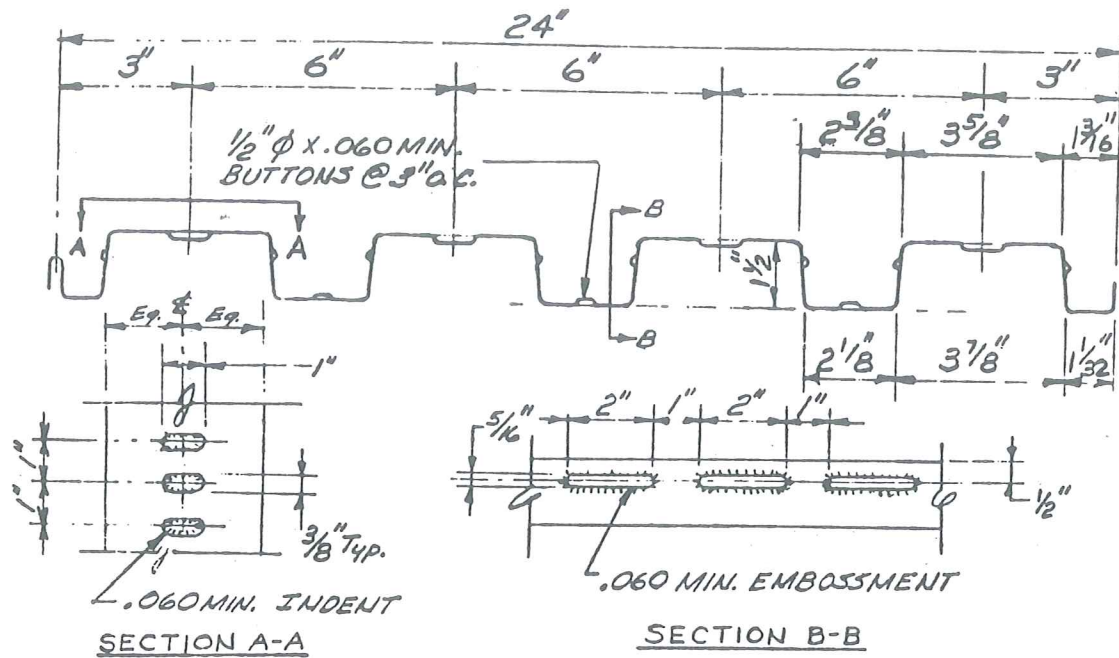 24"
3" 6" 6" 6" 3"
2 3/8" 3 5/8" 1 3/16"
1/2" φ x .060 MIN.
BUTTONS @ 3" o.c.
A A
B
1 1/2"
B
Eq. ℄ Eq.
1"
2 1/8" 3 7/8" 1 1/32"
5/16" 2" 1" 2" 1"
1"
1"
1/2"
3/8" TYP.
.060 MIN. INDENT
.060 MIN. EMBOSSMENT
SECTION A-A
SECTION B-B